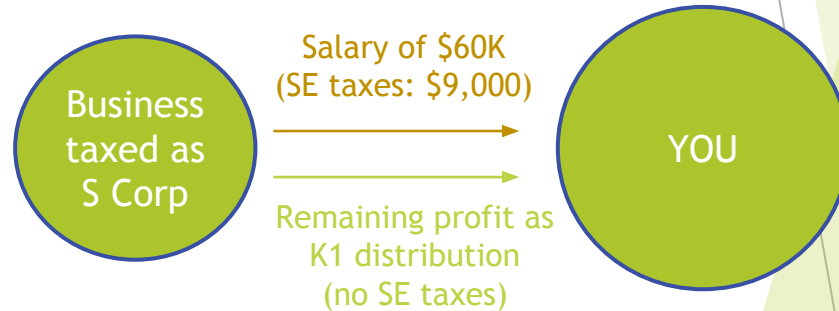 Business
taxed as
S Corp
Salary of $60K
(SE taxes: $9,000)
Remaining profit as
K1 distribution
(no SE taxes)
YOU